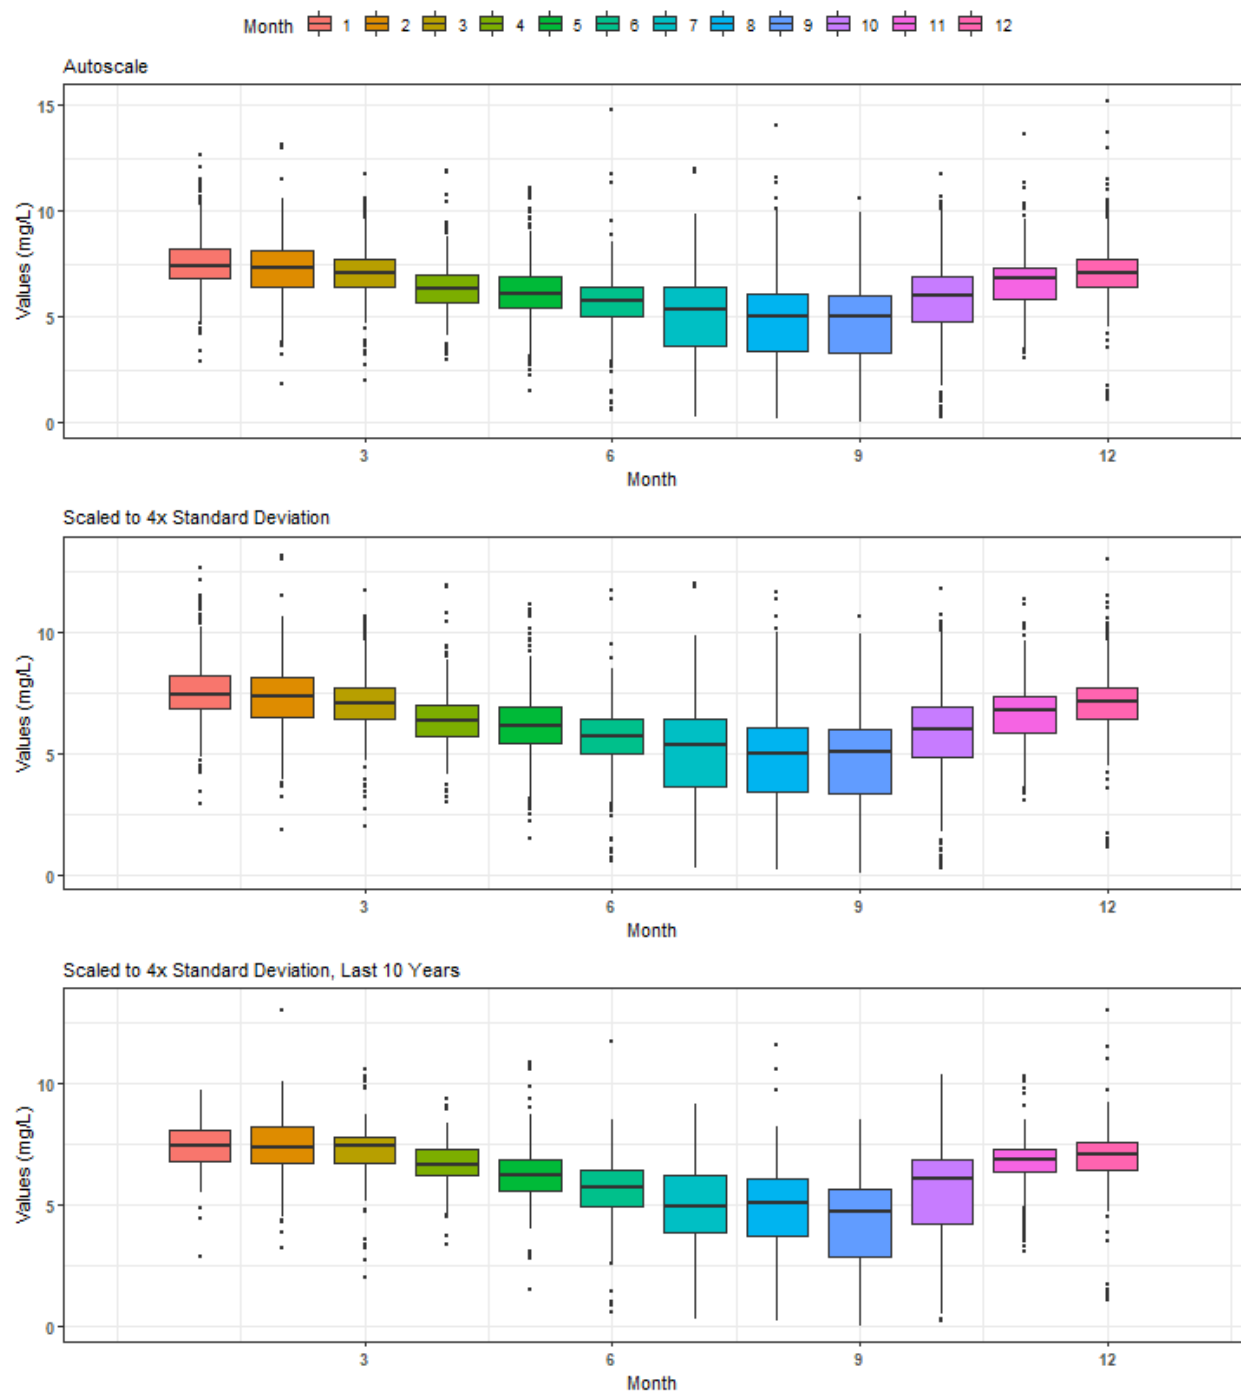 Month 1 2 3 4 5 6 7 8 9 10 11 12
Autoscale
Values (mg/L)
15
10
5
0
3 6 9 12
Month
Scaled to 4x Standard Deviation
Values (mg/L)
10
5
0
3 6 9 12
Month
Scaled to 4x Standard Deviation, Last 10 Years
Values (mg/L)
10
5
0
3 6 9 12
Month